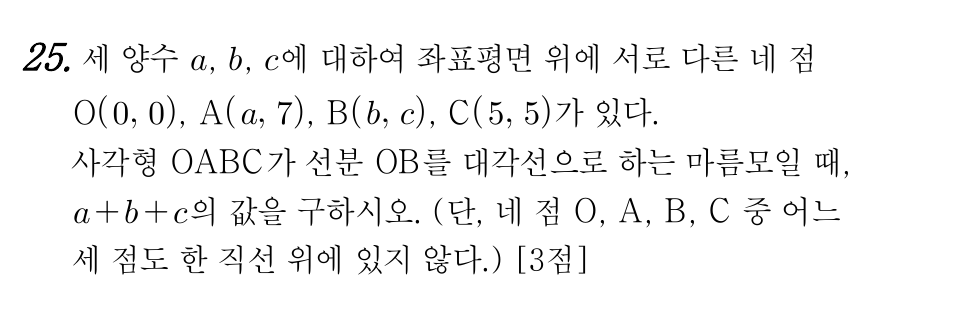 25. 세 양수 a, b, c에 대하여 좌표평면 위에 서로 다른 네 점
O(0, 0), A(a, 7), B(b, c), C(5, 5)가 있다.
사각형 OABC가 선분 OB를 대각선으로 하는 마름모일 때,
a+b+c의 값을 구하시오. (단, 네 점 O, A, B, C 중 어느
세 점도 한 직선 위에 있지 않다.) [3점]